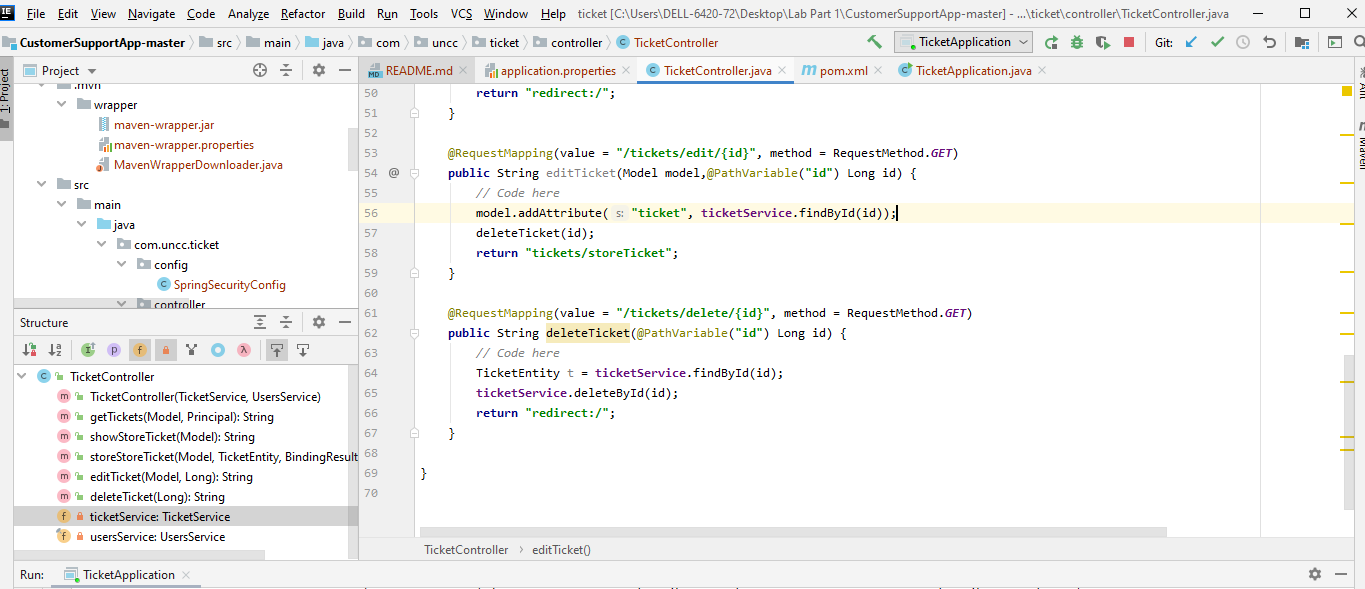 File Edit View Navigate Code Analyze Refactor Build Run Tools VCS Window Help ticket [C:\Users\DELL-6420-72\Desktop\Lab Part 1\CustomerSupportApp-master] - ...\ticket\controller\TicketController.java
CustomerSupportApp-master src main java com uncc ticket controller TicketController TicketApplication Git:
1: Project
Project
README.md application.properties TicketController.java pom.xml TicketApplication.java
.mvn
wrapper
maven-wrapper.jar
maven-wrapper.properties
MavenWrapperDownloader.java
src
main
java
com.uncc.ticket
config
SpringSecurityConfig
controller
Structure
TicketController
TicketController(TicketService, UsersService)
getTickets(Model, Principal): String
showStoreTicket(Model): String
storeStoreTicket(Model, TicketEntity, BindingResult
editTicket(Model, Long): String
deleteTicket(Long): String
ticketService: TicketService
usersService: UsersService
50 return "redirect:/";
51 }
52
53 @RequestMapping(value = "/tickets/edit/{id}", method = RequestMethod.GET)
54 @ public String editTicket(Model model,@PathVariable("id") Long id) {
55 // Code here
56 model.addAttribute( s: "ticket", ticketService.findById(id));
57 deleteTicket(id);
58 return "tickets/storeTicket";
59 }
60
61 @RequestMapping(value = "/tickets/delete/{id}", method = RequestMethod.GET)
62 public String deleteTicket(@PathVariable("id") Long id) {
63 // Code here
64 TicketEntity t = ticketService.findById(id);
65 ticketService.deleteById(id);
66 return "redirect:/";
67 }
68
69 }
70
TicketController editTicket()
Ant
Maven
Run: TicketApplication